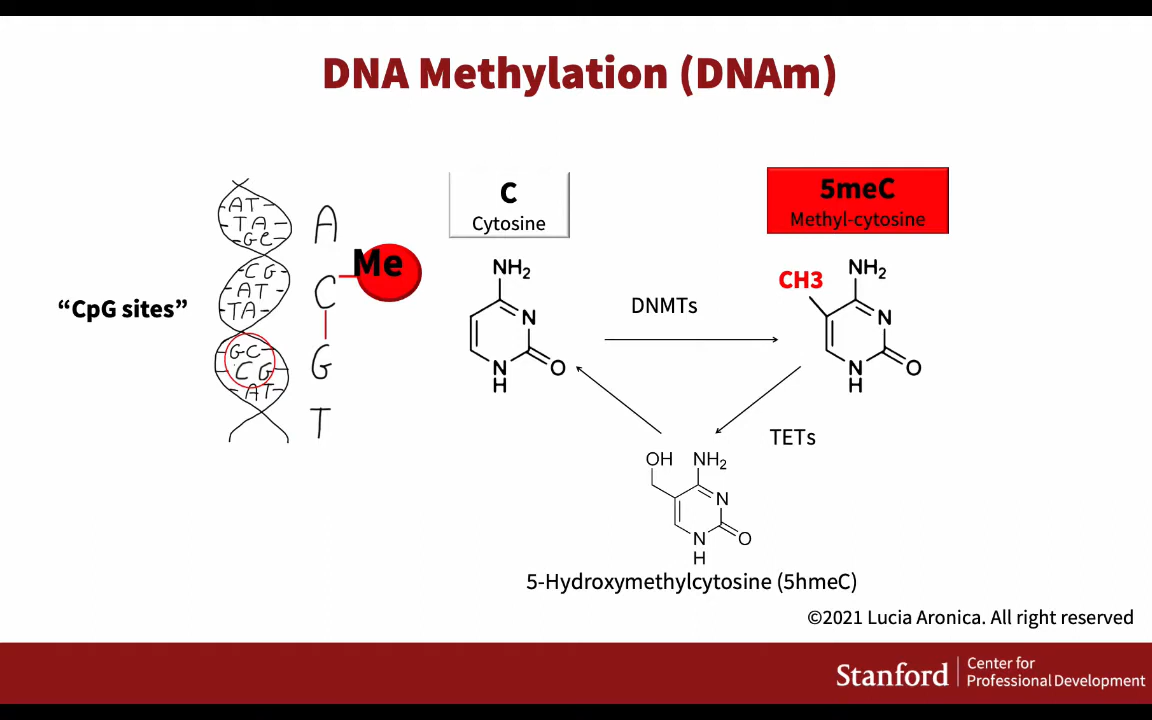 DNA Methylation (DNAm)
“CpG sites”
AT
TA
GC
CG
AT
TA
GC
CG
AT
A
C
G
T
Me
C
Cytosine
NH2
N
O
N
H
DNMTs
5meC
Methyl-cytosine
CH3
NH2
N
O
N
H
TETs
OH
NH2
N
O
N
H
5-Hydroxymethylcytosine (5hmeC)
©2021 Lucia Aronica. All right reserved
Stanford
Center for
Professional Development